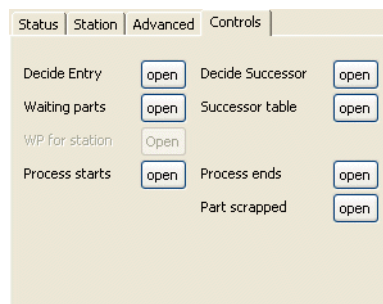 Status Station Advanced Controls
Decide Entry open Decide Successor open
Waiting parts open Successor table open
WP for station Open
Process starts open Process ends open
Part scrapped open